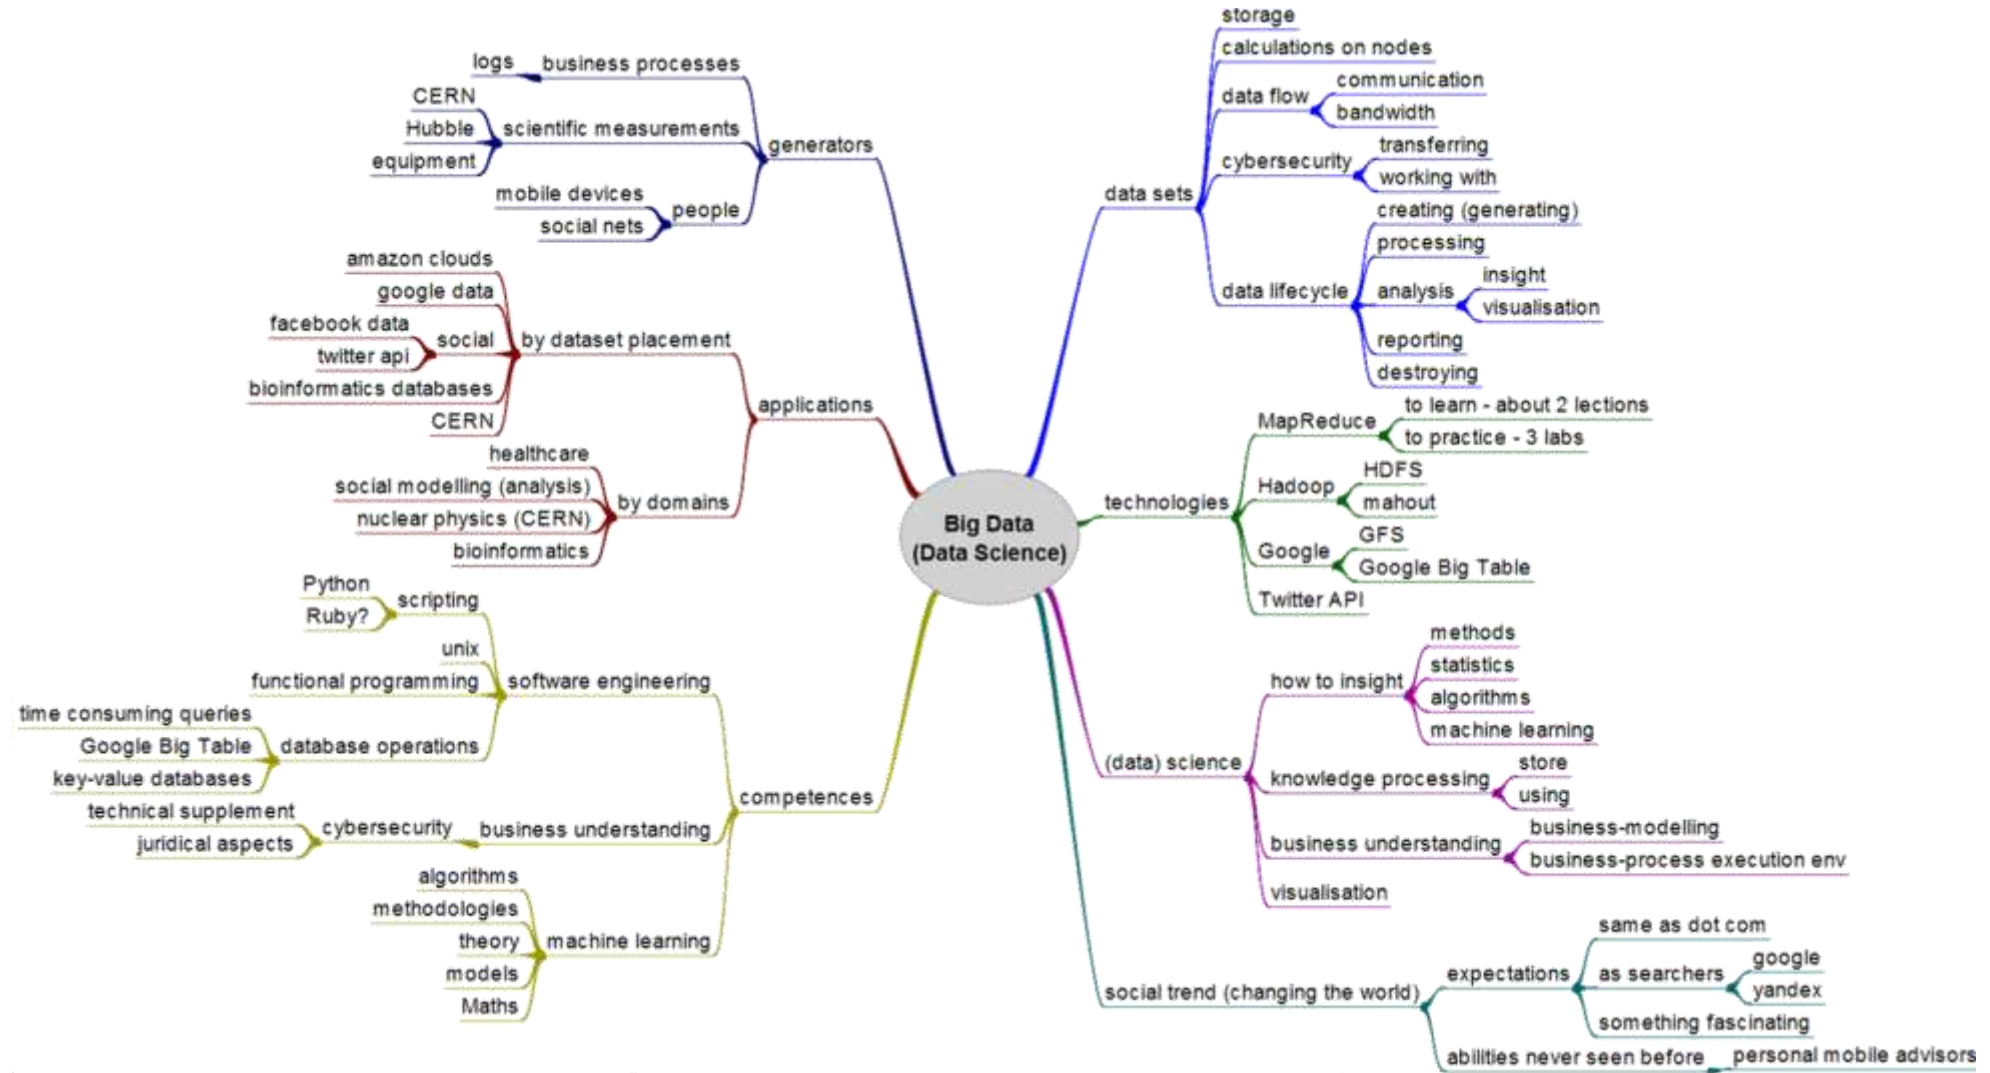 Big Data
(Data Science)
generators
business processes
logs
scientific measurements
CERN
Hubble
equipment
people
mobile devices
social nets
applications
by dataset placement
amazon clouds
google data
social
facebook data
twitter api
bioinformatics databases
CERN
by domains
healthcare
social modelling (analysis)
nuclear physics (CERN)
bioinformatics
competences
software engineering
scripting
Python
Ruby?
unix
functional programming
database operations
time consuming queries
Google Big Table
key-value databases
business understanding
cybersecurity
technical supplement
juridical aspects
machine learning
algorithms
methodologies
theory
models
Maths
data sets
storage
calculations on nodes
data flow
communication
bandwidth
cybersecurity
transferring
working with
data lifecycle
creating (generating)
processing
analysis
insight
visualisation
reporting
destroying
technologies
MapReduce
to learn - about 2 lections
to practice - 3 labs
Hadoop
HDFS
mahout
Google
GFS
Google Big Table
Twitter API
(data) science
how to insight
methods
statistics
algorithms
machine learning
knowledge processing
store
using
business understanding
business-modelling
business-process execution env
visualisation
social trend (changing the world)
expectations
same as dot com
as searchers
google
yandex
something fascinating
abilities never seen before
personal mobile advisors